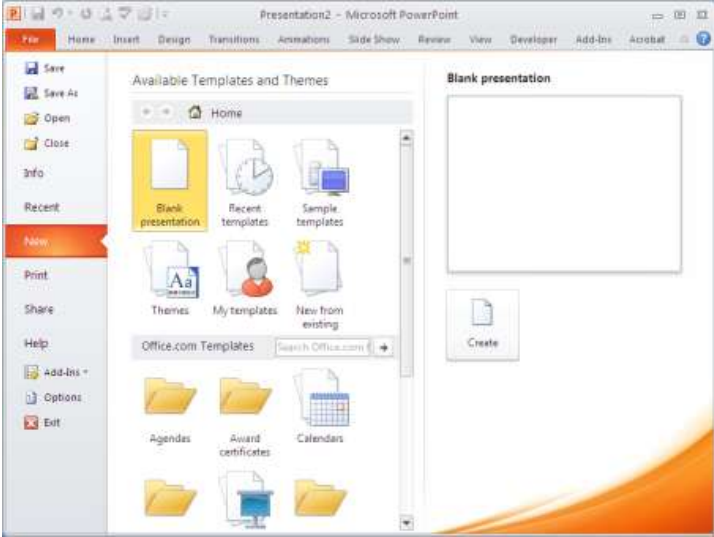 Presentation2 - Microsoft PowerPoint
File Home Insert Design Transitions Animations Slide Show Review View Developer Add-Ins Acrobat
Save
Save As
Open
Close
Info
Recent
New
Print
Share
Help
Add-Ins
Options
Exit
Available Templates and Themes
Home
Blank presentation
Recent templates
Sample templates
Aa
Themes
My templates
New from existing
Office.com Templates
Search Office.com
Agendas
Award certificates
Calendars
Blank presentation
Create